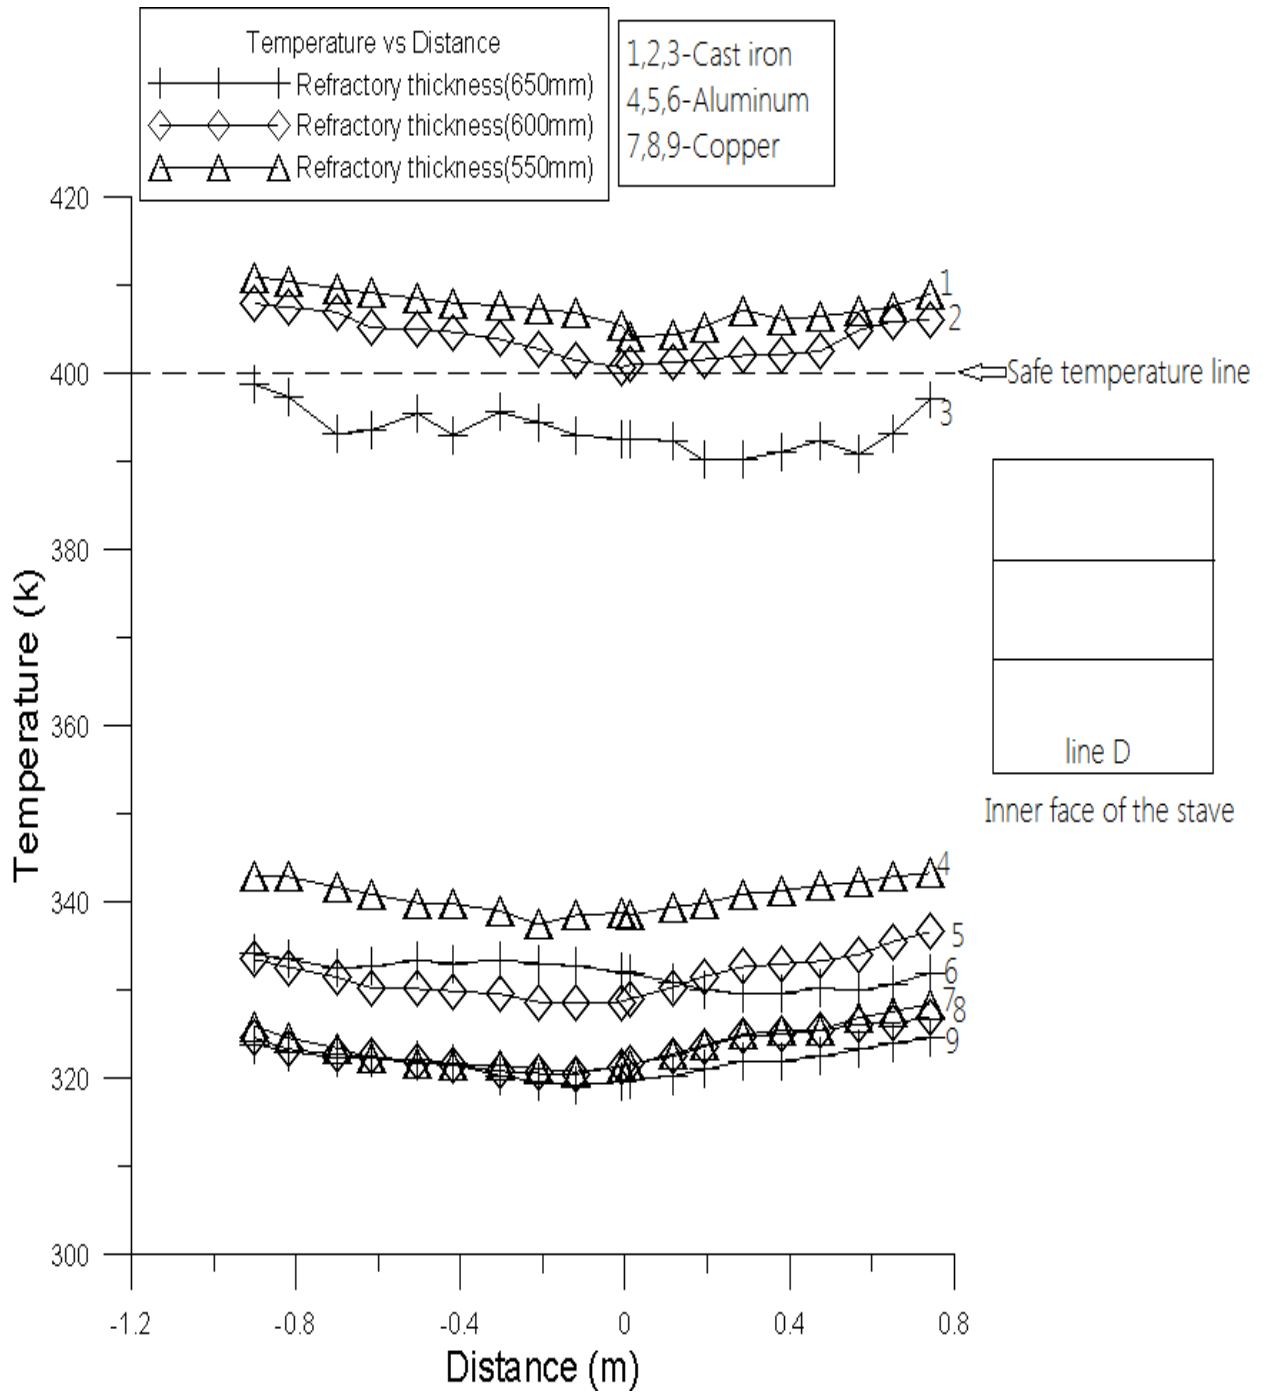 Temperature vs Distance
Refractory thickness(650mm)
Refractory thickness(600mm)
Refractory thickness(550mm)
1,2,3-Cast iron
4,5,6-Aluminum
7,8,9-Copper
420
400
380
360
340
320
300
Temperature (k)
1
2
Safe temperature line
3
line D
Inner face of the stave
4
5
6
7
8
9
-1.2
-0.8
-0.4
0
0.4
0.8
Distance (m)